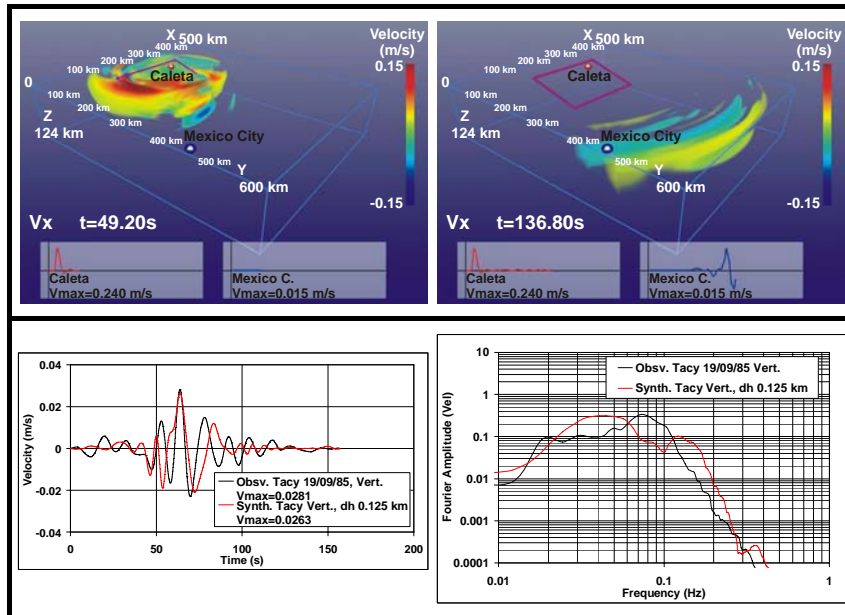 X 500 km
Velocity
(m/s)
0.15
400 km
300 km
200 km
100 km
Caleta
0
100 km
200 km
300 km
400 km
500 km
Z
124 km
Mexico City
Y
600 km
-0.15
Vx t=49.20s
Caleta
Vmax=0.240 m/s
Mexico C.
Vmax=0.015 m/s
X 500 km
Velocity
(m/s)
0.15
400 km
300 km
200 km
100 km
Caleta
0
100 km
200 km
300 km
400 km
500 km
Z
124 km
Mexico City
Y
600 km
-0.15
Vx t=136.80s
Caleta
Vmax=0.240 m/s
Mexico C.
Vmax=0.015 m/s
0.04
0.02
0
-0.02
-0.04
Velocity (m/s)
Obsv. Tacy 19/09/85, Vert.
Vmax=0.0281
Synth. Tacy Vert., dh 0.125 km
Vmax=0.0263
0 50 100 150 200
Time (s)
10
1
0.1
0.01
0.001
0.0001
Fourier Amplitude (Vel)
Obsv. Tacy 19/09/85 Vert.
Synth. Tacy Vert., dh 0.125 km
0.01 0.1 1
Frequency (Hz)